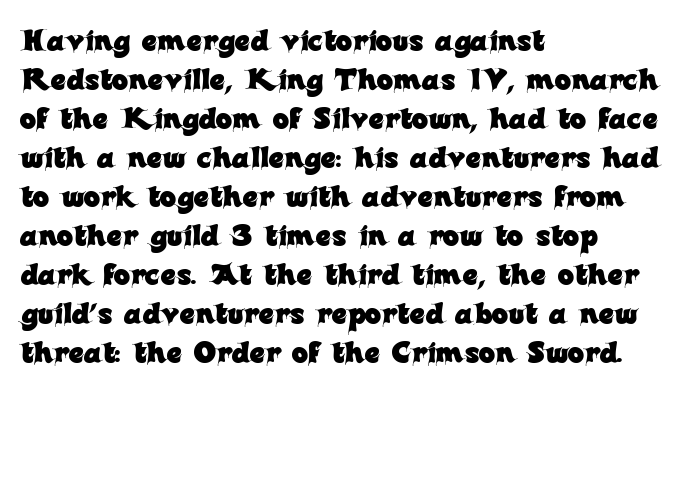 Having emerged victorious against
Redstoneville, King Thomas IV, monarch
of the Kingdom of Silvertown, had to face
with a new challenge: his adventurers had
to work together with adventurers from
another guild 3 times in a row to stop
dark forces. At the third time, the other
guild's adventurers reported about a new
threat: the Order of the Crimson Sword.